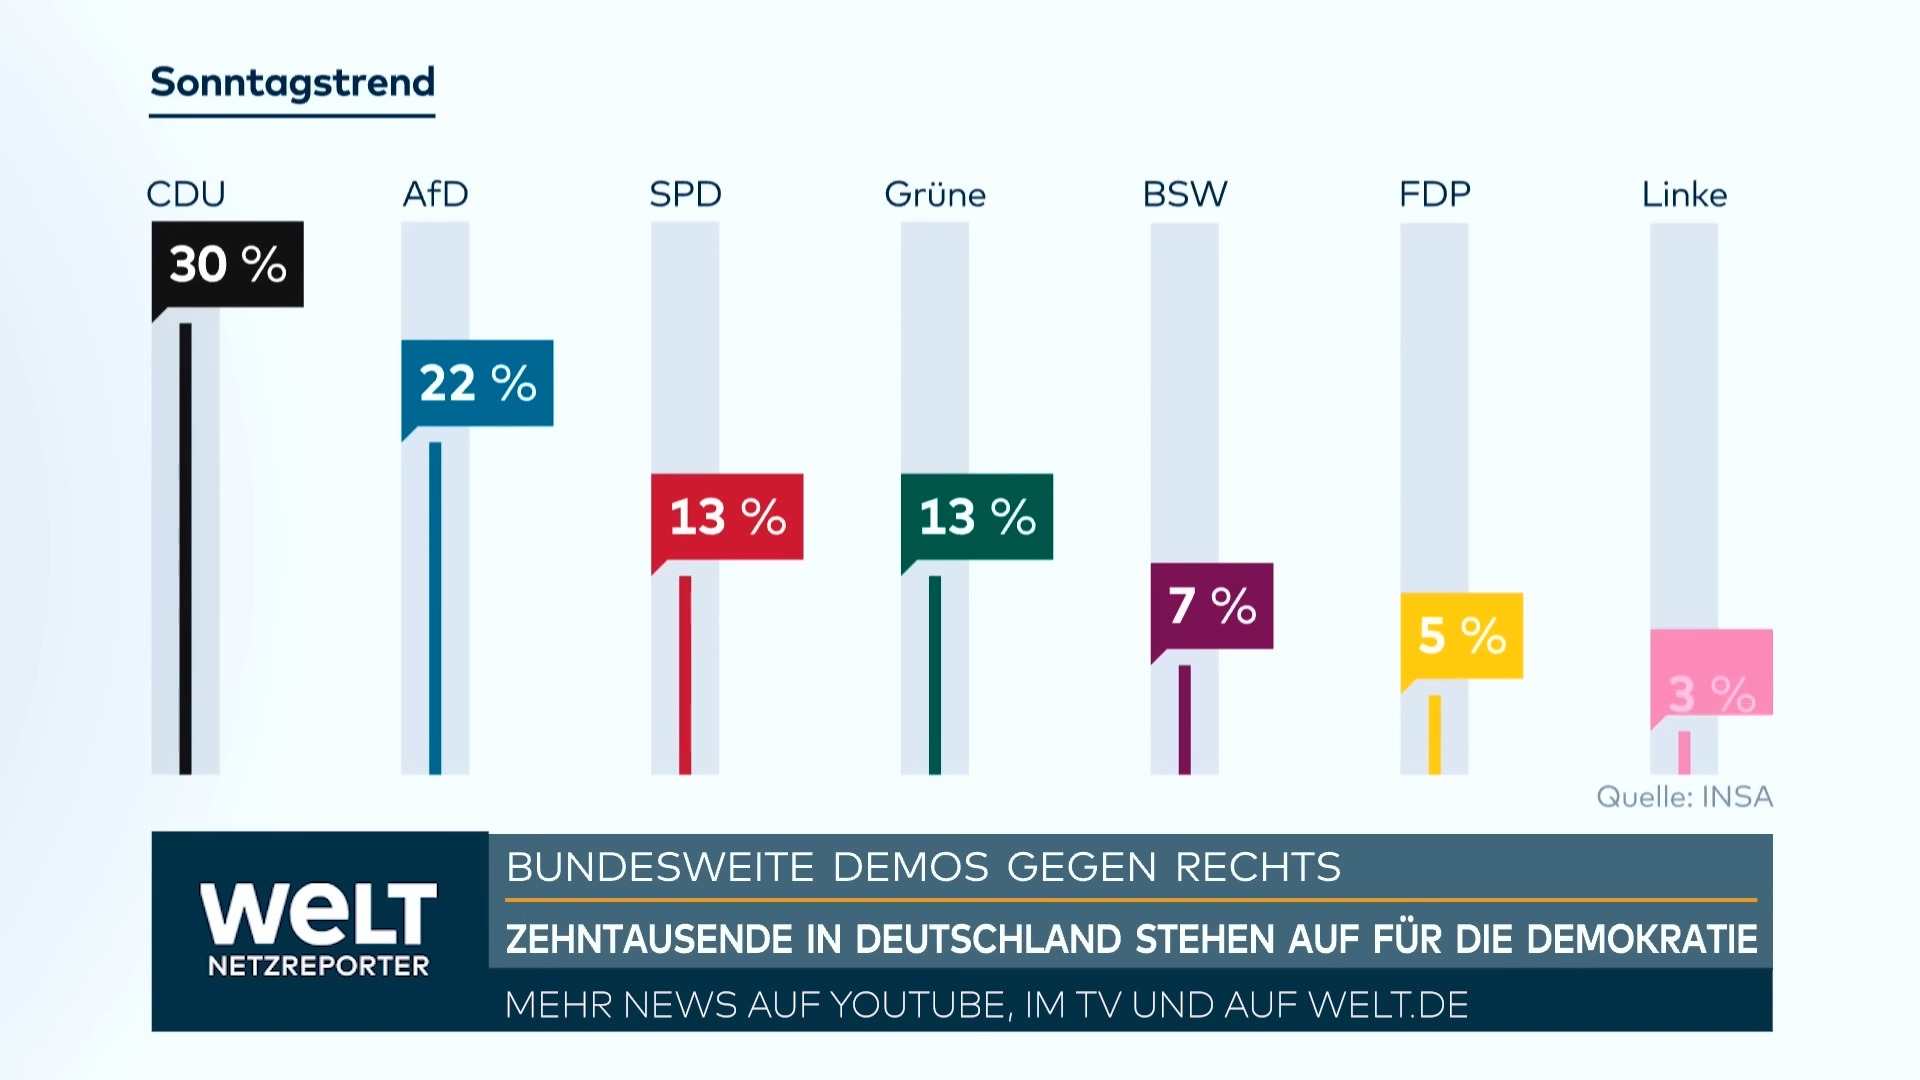 Sonntagstrend
CDU AfD SPD Grüne BSW FDP Linke
30 %
22 %
13 % 13 %
7 %
5 %
3 %
Quelle: INSA
BUNDESWEITE DEMOS GEGEN RECHTS
ZEHNTAUSENDE IN DEUTSCHLAND STEHEN AUF FÜR DIE DEMOKRATIE
WELT
NETZREPORTER
MEHR NEWS AUF YOUTUBE, IM TV UND AUF WELT.DE